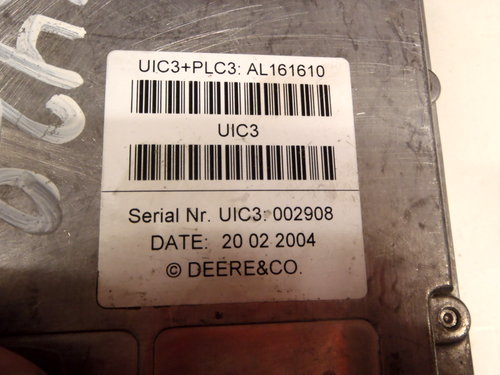 UIC3+PLC3: AL161610
UIC3
Serial Nr. UIC3: 002908
DATE: 20 02 2004
© DEERE&CO.